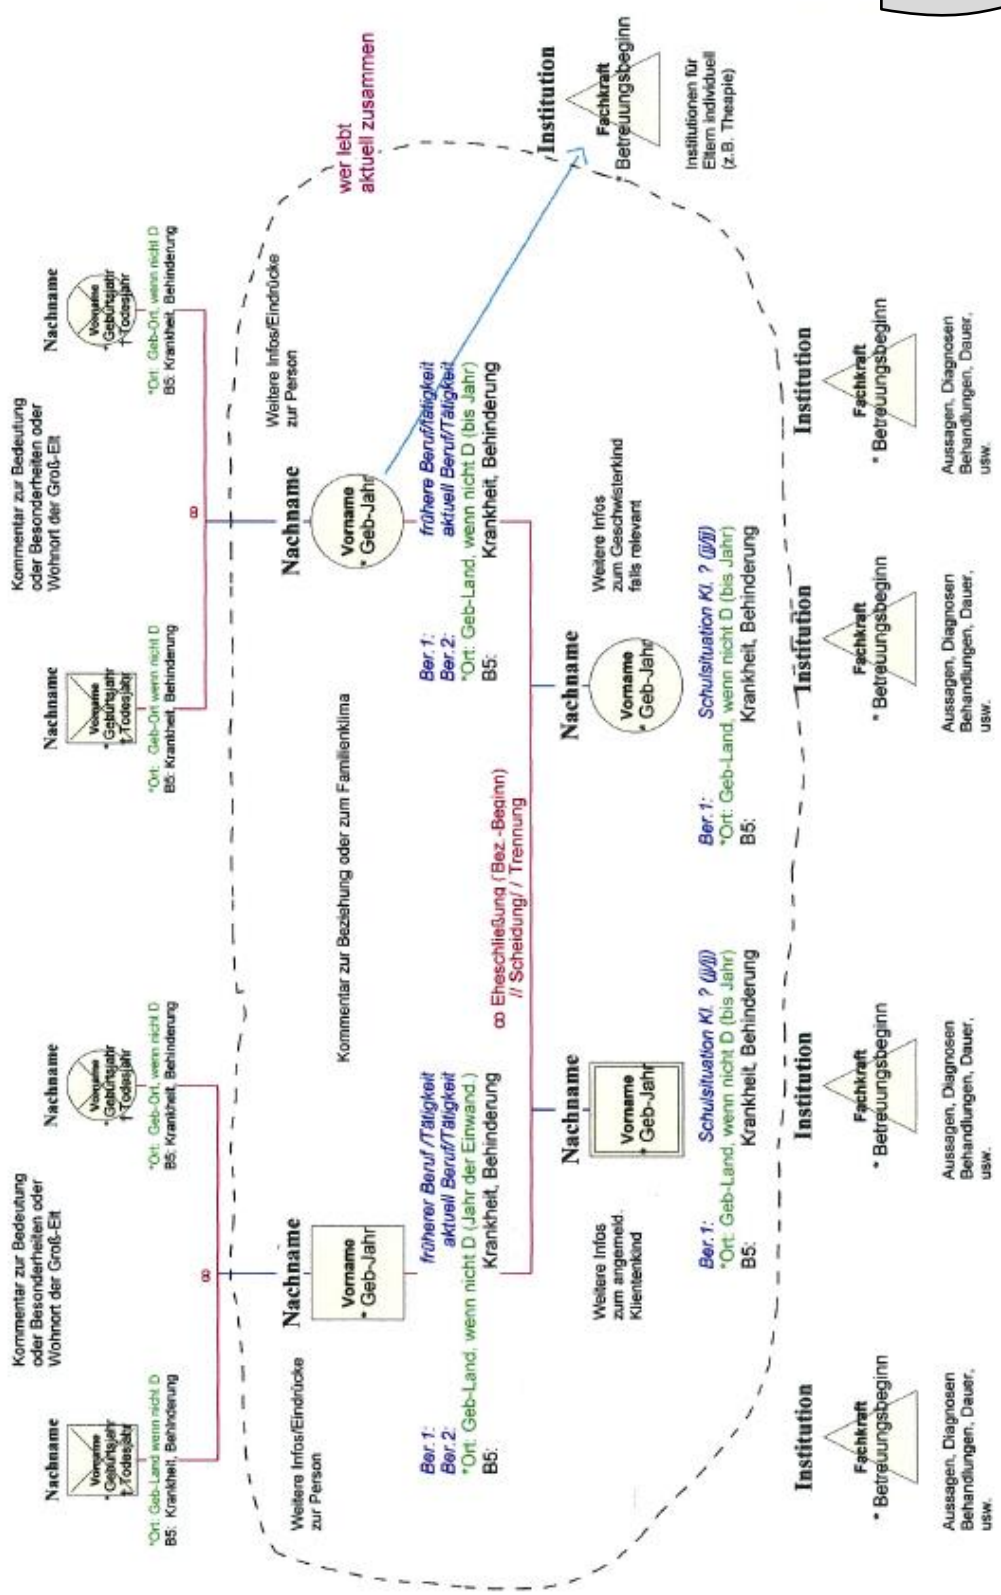 Kommentar zur Bedeutung
oder Besonderheiten oder
Wohnort der Groß-Elt
Kommentar zur Bedeutung
oder Besonderheiten oder
Wohnort der Groß-Elt
Nachname
Vorname
* Geburtsjahr
† Todesjahr
*Ort: Geb-Land wenn nicht D
B5: Krankheit, Behinderung
Nachname
Vorname
* Geburtsjahr
† Todesjahr
*Ort: Geb-Ort, wenn nicht D
B5: Krankheit, Behinderung
Nachname
Vorname
* Geburtsjahr
† Todesjahr
*Ort: Geb-Ort wenn nicht D
B5: Krankheit, Behinderung
Nachname
Vorname
* Geburtsjahr
† Todesjahr
*Ort: Geb-Ort, wenn nicht D
B5: Krankheit, Behinderung
∞
∞
wer lebt
aktuell zusammen
Weitere Infos/Eindrücke
zur Person
Nachname
Vorname
* Geb-Jahr
Kommentar zur Beziehung oder zum Familienklima
Nachname
Vorname
* Geb-Jahr
Weitere Infos/Eindrücke
zur Person
Ber.1: früherer Beruf /Tätigkeit
Ber.2: aktuell Beruf/Tätigkeit
*Ort: Geb-Land, wenn nicht D (Jahr der Einwand.)
B5: Krankheit, Behinderung
Ber.1: frühere Beruf/tätigkeit
Ber.2: aktuell Beruf/Tätigkeit
*Ort: Geb-Land, wenn nicht D (bis Jahr)
B5: Krankheit, Behinderung
∞ Eheschließung (Bez.-Beginn)
// Scheidung/ / Trennung
Institution
Fachkraft
* Betreuungsbeginn
Institutionen für
Eltern individuell
(z.B. Theapie)
Weitere Infos
zum angemeld.
Klientenkind
Nachname
Vorname
* Geb-Jahr
Nachname
Vorname
* Geb-Jahr
Weitere Infos
zum Geschwisterkind
falls relevant
Ber.1: Schulsituation Kl. ? (jj/jj)
*Ort: Geb-Land, wenn nicht D (bis Jahr)
B5: Krankheit, Behinderung
Ber.1: Schulsituation Kl. ? (jj/jj)
*Ort: Geb-Land, wenn nicht D (bis Jahr)
B5: Krankheit, Behinderung
Institution
Fachkraft
* Betreuungsbeginn
Aussagen, Diagnosen
Behandlungen, Dauer,
usw.
Institution
Fachkraft
* Betreuungsbeginn
Aussagen, Diagnosen
Behandlungen, Dauer,
usw.
Institution
Fachkraft
* Betreuungsbeginn
Aussagen, Diagnosen
Behandlungen, Dauer,
usw.
Institution
Fachkraft
* Betreuungsbeginn
Aussagen, Diagnosen
Behandlungen, Dauer,
usw.